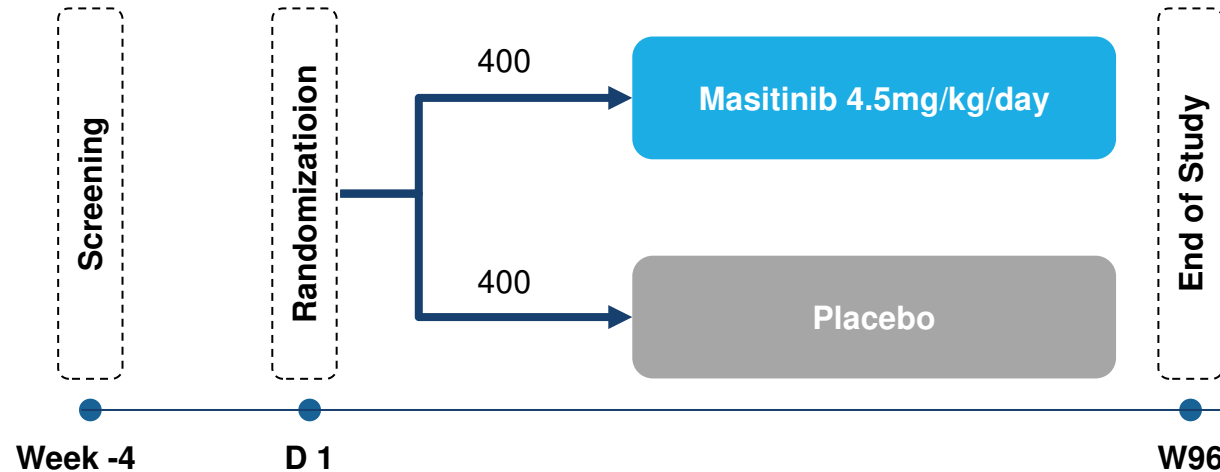 Screening
Randomizatioion
400
Masitinib 4.5mg/kg/day
400
Placebo
End of Study
Week -4
D 1
W96